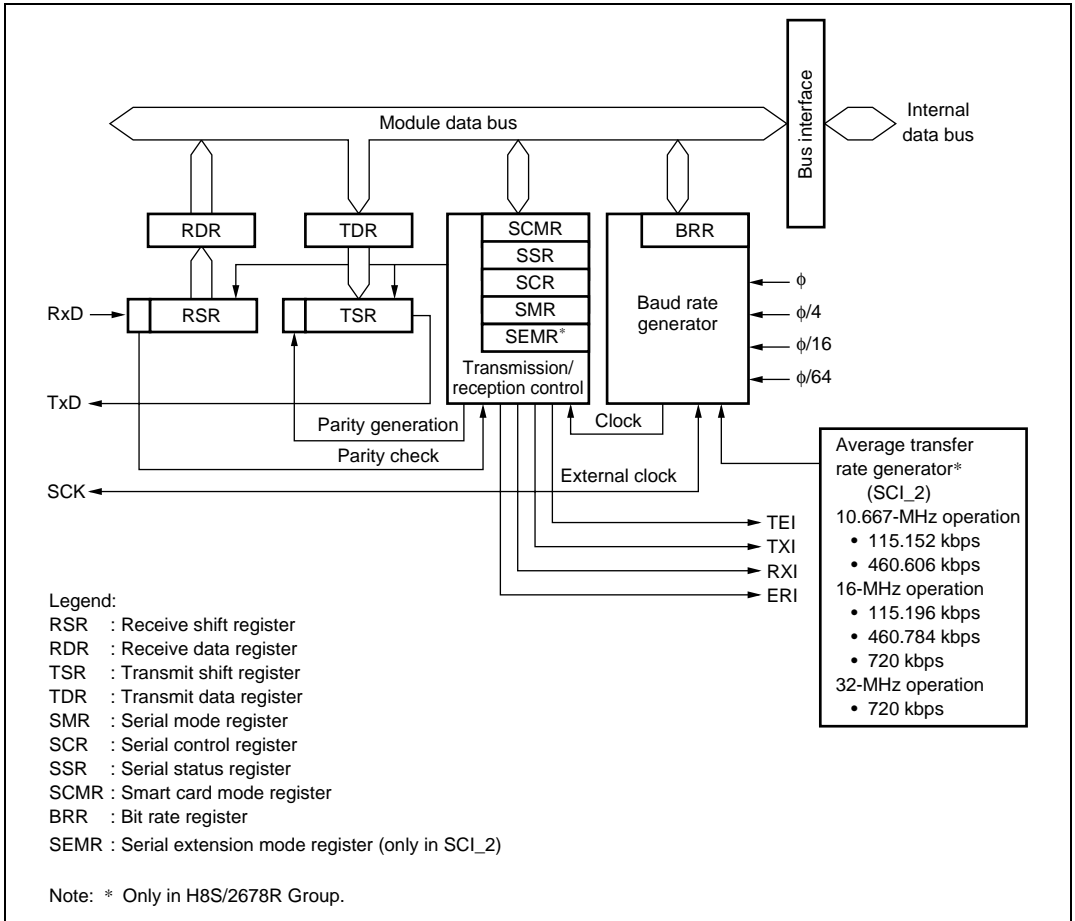 Module data bus
Bus interface
Internal
data bus
RDR
TDR
SCMR
SSR
SCR
SMR
SEMR*
Transmission/
reception control
BRR
Baud rate
generator
ϕ
ϕ/4
ϕ/16
ϕ/64
RxD
RSR
TSR
TxD
Parity generation
Parity check
Clock
External clock
SCK
TEI
TXI
RXI
ERI
Average transfer
rate generator*
(SCI_2)
10.667-MHz operation
• 115.152 kbps
• 460.606 kbps
16-MHz operation
• 115.196 kbps
• 460.784 kbps
• 720 kbps
32-MHz operation
• 720 kbps
Legend:
RSR : Receive shift register
RDR : Receive data register
TSR : Transmit shift register
TDR : Transmit data register
SMR : Serial mode register
SCR : Serial control register
SSR : Serial status register
SCMR : Smart card mode register
BRR : Bit rate register
SEMR : Serial extension mode register (only in SCI_2)
Note: * Only in H8S/2678R Group.